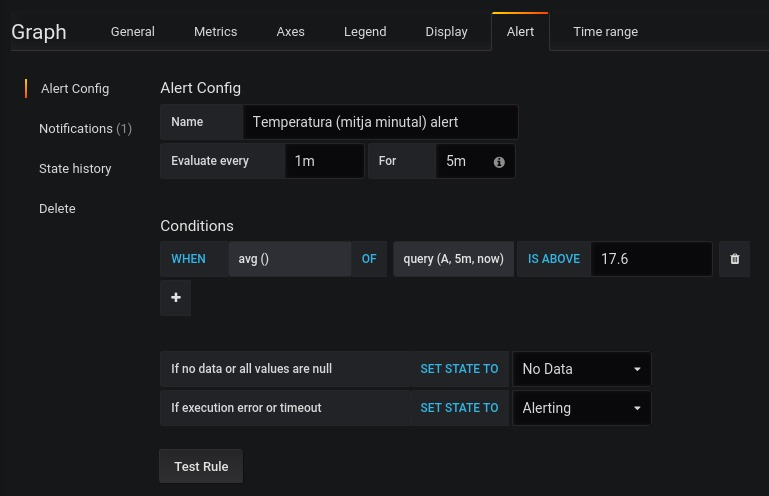 Graph General Metrics Axes Legend Display Alert Time range
Alert Config
Notifications (1)
State history
Delete
Alert Config
Name Temperatura (mitja minutal) alert
Evaluate every 1m For 5m
Conditions
WHEN avg () OF query (A, 5m, now) IS ABOVE 17.6
+
If no data or all values are null SET STATE TO No Data
If execution error or timeout SET STATE TO Alerting
Test Rule